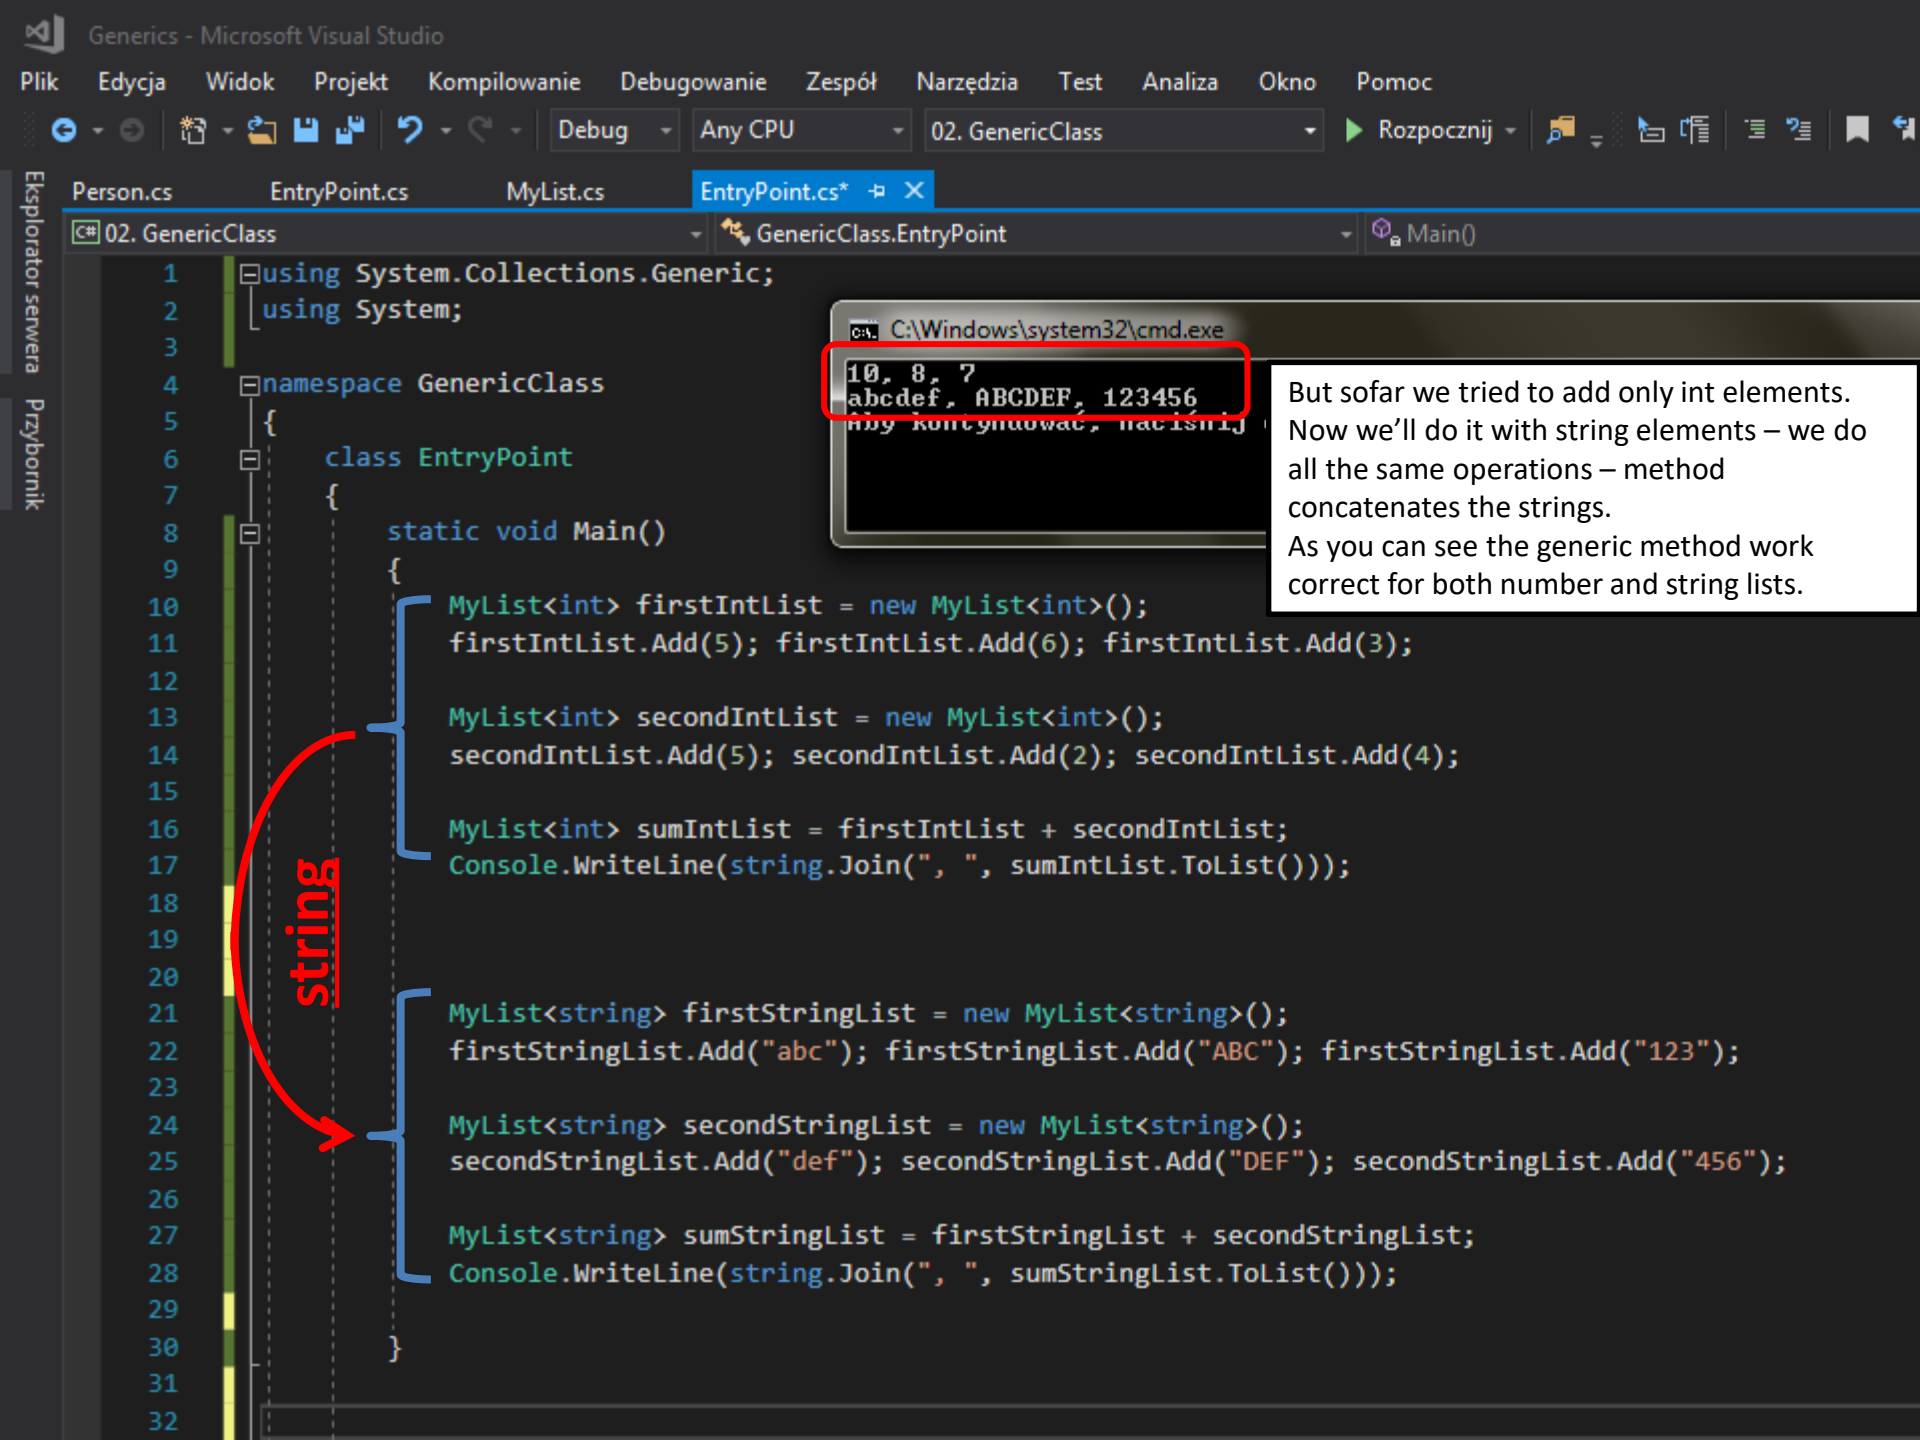 Generics - Microsoft Visual Studio
Plik Edycja Widok Projekt Kompilowanie Debugowanie Zespół Narzędzia Test Analiza Okno Pomoc
Debug Any CPU 02. GenericClass Rozpocznij
Eksplorator serwera
Przybornik
Person.cs EntryPoint.cs MyList.cs EntryPoint.cs*
C# 02. GenericClass GenericClass.EntryPoint Main()
1 using System.Collections.Generic;
2 using System;
3
4 namespace GenericClass
5 {
6 class EntryPoint
7 {
8 static void Main()
9 {
10 MyList<int> firstIntList = new MyList<int>();
11 firstIntList.Add(5); firstIntList.Add(6); firstIntList.Add(3);
12
13 MyList<int> secondIntList = new MyList<int>();
14 secondIntList.Add(5); secondIntList.Add(2); secondIntList.Add(4);
15
16 MyList<int> sumIntList = firstIntList + secondIntList;
17 Console.WriteLine(string.Join(", ", sumIntList.ToList()));
18
19
20
21 MyList<string> firstStringList = new MyList<string>();
22 firstStringList.Add("abc"); firstStringList.Add("ABC"); firstStringList.Add("123");
23
24 MyList<string> secondStringList = new MyList<string>();
25 secondStringList.Add("def"); secondStringList.Add("DEF"); secondStringList.Add("456");
26
27 MyList<string> sumStringList = firstStringList + secondStringList;
28 Console.WriteLine(string.Join(", ", sumStringList.ToList()));
29
30 }
31
32
string
C:\Windows\system32\cmd.exe
10, 8, 7
abcdef, ABCDEF, 123456
Aby kontynuować, naciśnij
But sofar we tried to add only int elements.
Now we'll do it with string elements – we do
all the same operations – method
concatenates the strings.
As you can see the generic method work
correct for both number and string lists.